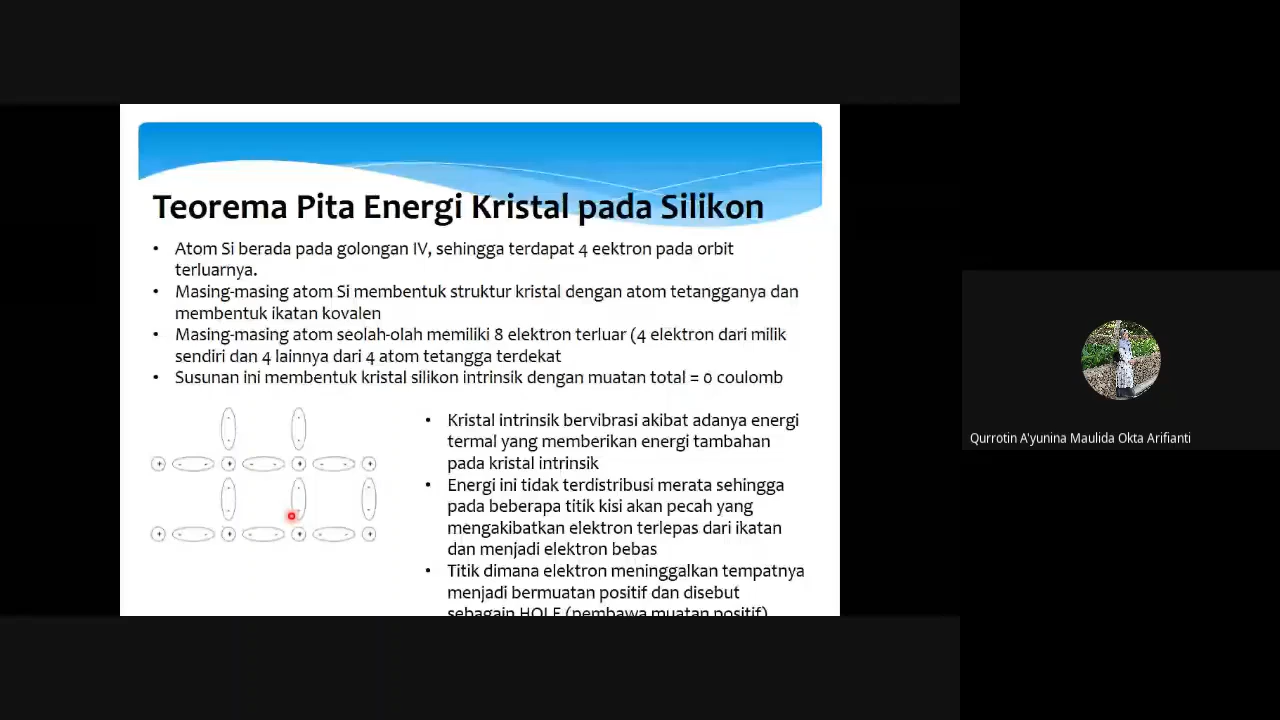 Teorema Pita Energi Kristal pada Silikon
• Atom Si berada pada golongan IV, sehingga terdapat 4 eektron pada orbit
terluarnya.
• Masing-masing atom Si membentuk struktur kristal dengan atom tetangganya dan
membentuk ikatan kovalen
• Masing-masing atom seolah-olah memiliki 8 elektron terluar (4 elektron dari milik
sendiri dan 4 lainnya dari 4 atom tetangga terdekat
• Susunan ini membentuk kristal silikon intrinsik dengan muatan total = 0 coulomb
• Kristal intrinsik bervibrasi akibat adanya energi
termal yang memberikan energi tambahan
pada kristal intrinsik
• Energi ini tidak terdistribusi merata sehingga
pada beberapa titik kisi akan pecah yang
mengakibatkan elektron terlepas dari ikatan
dan menjadi elektron bebas
• Titik dimana elektron meninggalkan tempatnya
menjadi bermuatan positif dan disebut
sebagain HOLE (pembawa muatan positif)
Qurrotin A'yunina Maulida Okta Arifianti